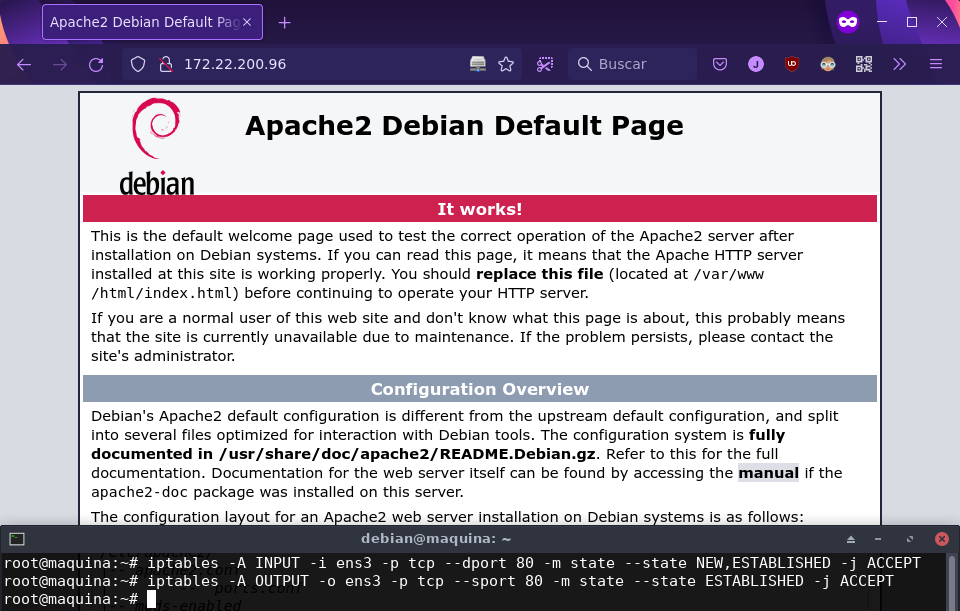 Apache2 Debian Default Pag
172.22.200.96
Buscar
J
UD
debian
Apache2 Debian Default Page
It works!
This is the default welcome page used to test the correct operation of the Apache2 server after
installation on Debian systems. If you can read this page, it means that the Apache HTTP server
installed at this site is working properly. You should replace this file (located at /var/www
/html/index.html) before continuing to operate your HTTP server.
If you are a normal user of this web site and don't know what this page is about, this probably means
that the site is currently unavailable due to maintenance. If the problem persists, please contact the
site's administrator.
Configuration Overview
Debian's Apache2 default configuration is different from the upstream default configuration, and split
into several files optimized for interaction with Debian tools. The configuration system is fully
documented in /usr/share/doc/apache2/README.Debian.gz. Refer to this for the full
documentation. Documentation for the web server itself can be found by accessing the manual if the
apache2-doc package was installed on this server.
The configuration layout for an Apache2 web server installation on Debian systems is as follows:
debian@maquina: ~
root@maquina:~# iptables -A INPUT -i ens3 -p tcp --dport 80 -m state --state NEW,ESTABLISHED -j ACCEPT
root@maquina:~# iptables -A OUTPUT -o ens3 -p tcp --sport 80 -m state --state ESTABLISHED -j ACCEPT
root@maquina:~#